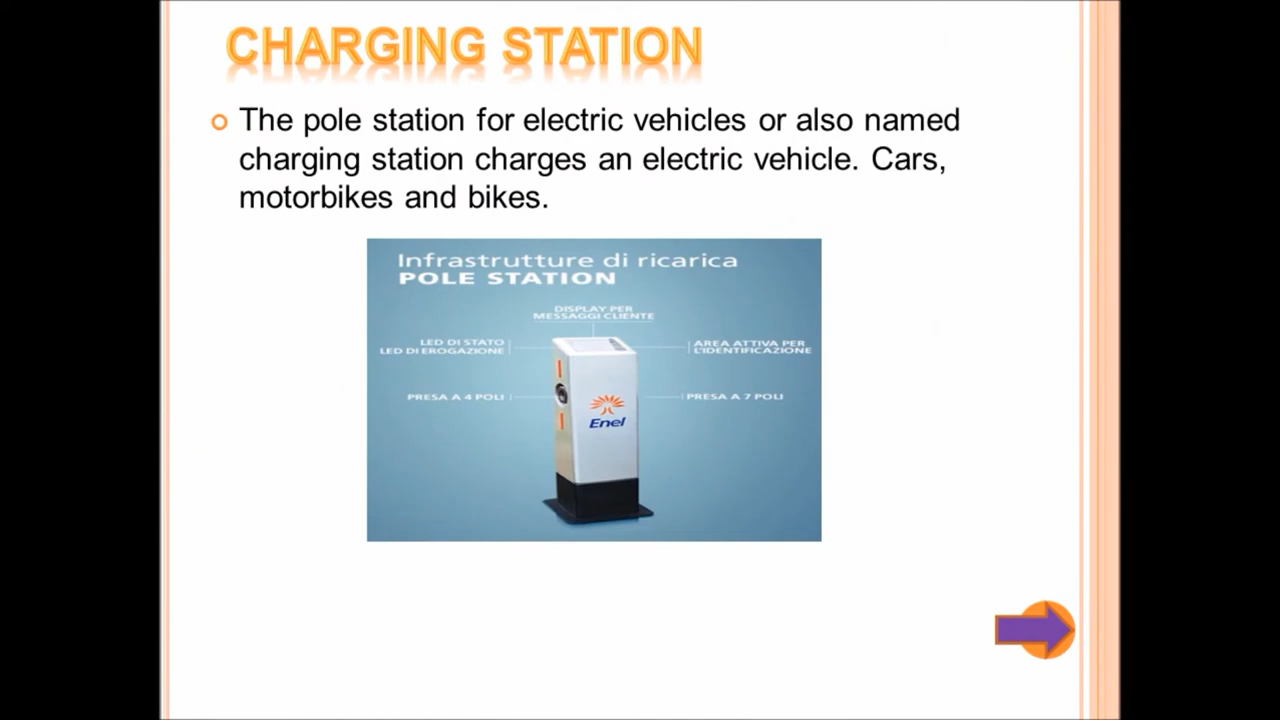 CHARGING STATION
The pole station for electric vehicles or also named
charging station charges an electric vehicle. Cars,
motorbikes and bikes.
Infrastrutture di ricarica
POLE STATION
DISPLAY PER
MESSAGGI CLIENTE
LED DI STATO
LED DI EROGAZIONE
AREA ATTIVA PER
L'IDENTIFICAZIONE
PRESA A 4 POLI
PRESA A 7 POLI
Enel